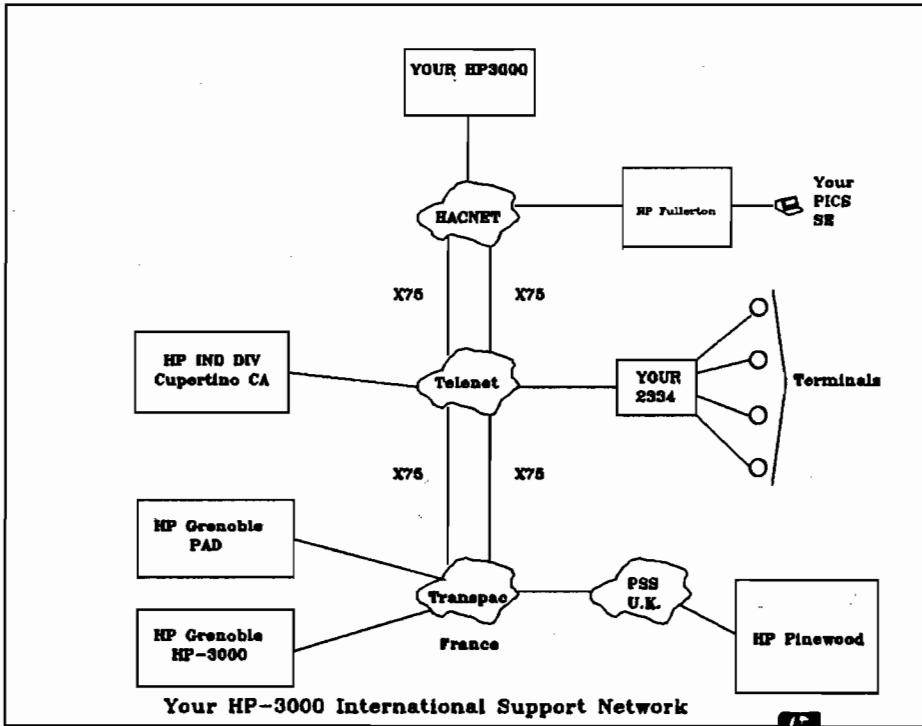 YOUR HP3000
HACNET
HP Fullerton
Your
PICS
SE
X75
X75
HP IND DIV
Cupertino CA
Telenet
YOUR
2334
Terminals
X75
X75
HP Grenoble
PAD
Transpac
France
PSS
U.K.
HP Grenoble
HP-3000
HP Pinewood
Your HP-3000 International Support Network